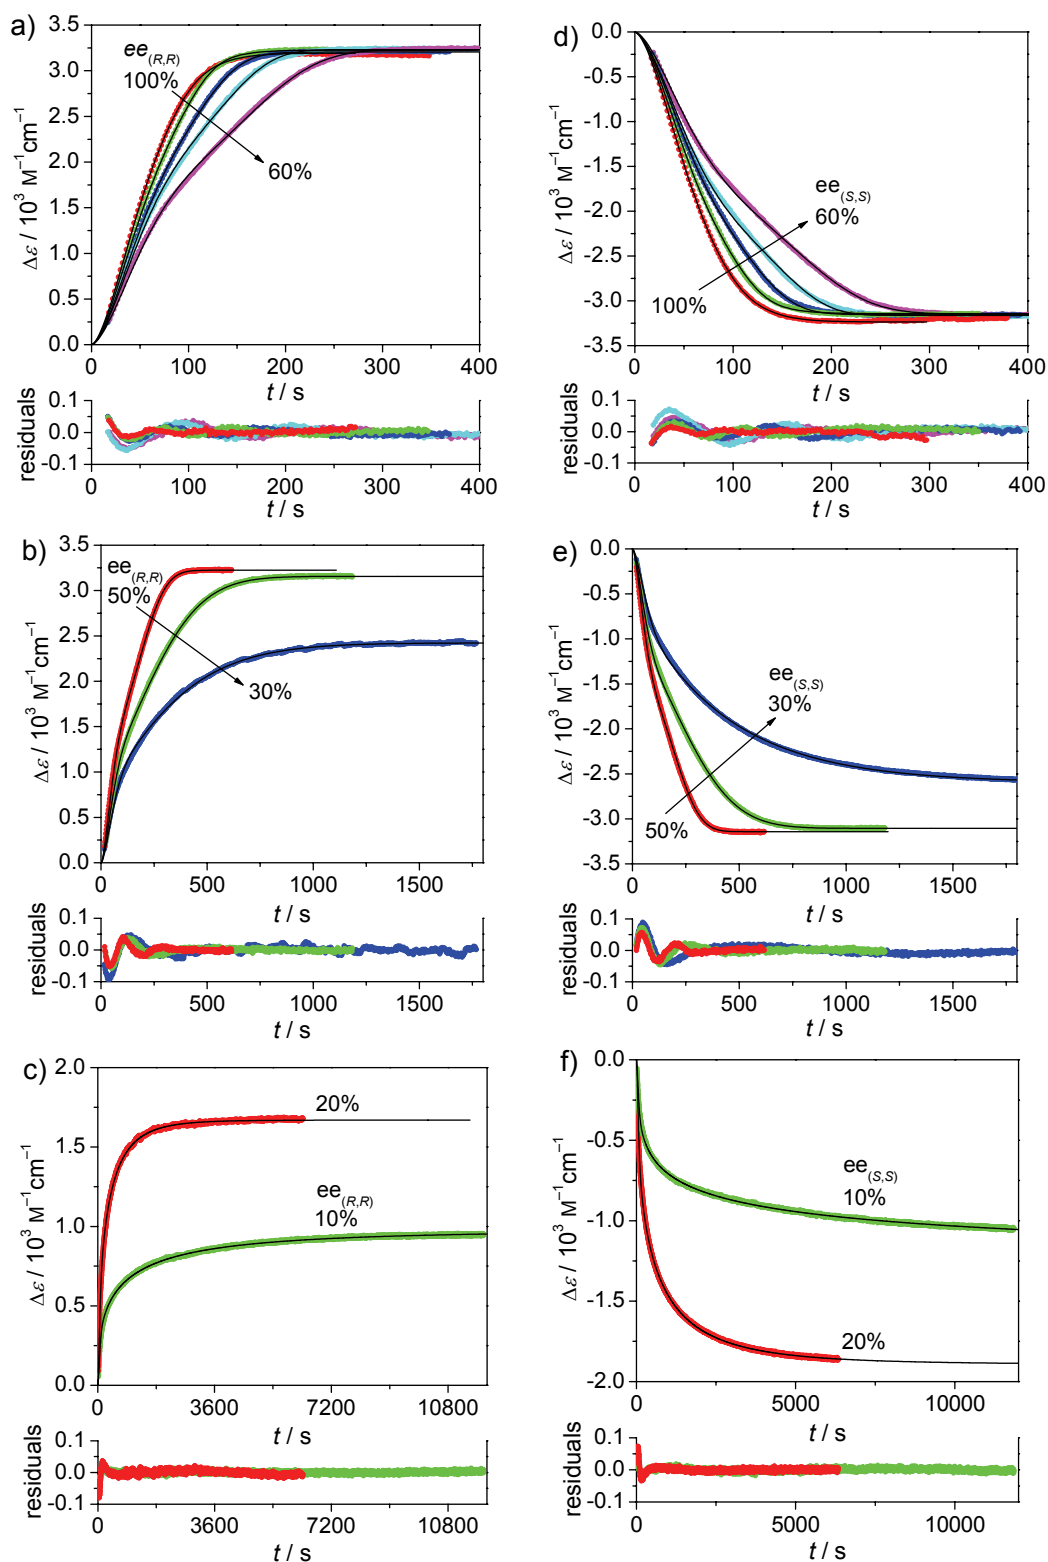 a)
3.5
3.0
2.5
2.0
1.5
1.0
0.5
0.0
Δε / 10³ M⁻¹cm⁻¹
ee(R,R)
100%
60%
0 100 200 300 400
t / s
0.1
0.0
-0.1
residuals
0 100 200 300 400
t / s
d)
0.0
-0.5
-1.0
-1.5
-2.0
-2.5
-3.0
-3.5
Δε / 10³ M⁻¹cm⁻¹
ee(S,S)
60%
100%
0 100 200 300 400
t / s
0.1
0.0
-0.1
residuals
0 100 200 300 400
t / s
b)
3.5
3.0
2.5
2.0
1.5
1.0
0.5
0.0
Δε / 10³ M⁻¹cm⁻¹
ee(R,R)
50%
30%
0 500 1000 1500
t / s
0.1
0.0
-0.1
residuals
0 500 1000 1500
t / s
e)
0.0
-0.5
-1.0
-1.5
-2.0
-2.5
-3.0
-3.5
Δε / 10³ M⁻¹cm⁻¹
ee(S,S)
30%
50%
0 500 1000 1500
t / s
0.1
0.0
-0.1
residuals
0 500 1000 1500
t / s
c)
2.0
1.5
1.0
0.5
0.0
Δε / 10³ M⁻¹cm⁻¹
20%
ee(R,R)
10%
0 3600 7200 10800
t / s
0.1
0.0
-0.1
residuals
0 3600 7200 10800
t / s
f)
0.0
-0.5
-1.0
-1.5
-2.0
Δε / 10³ M⁻¹cm⁻¹
ee(S,S)
10%
20%
0 5000 10000
t / s
0.1
0.0
-0.1
residuals
0 5000 10000
t / s